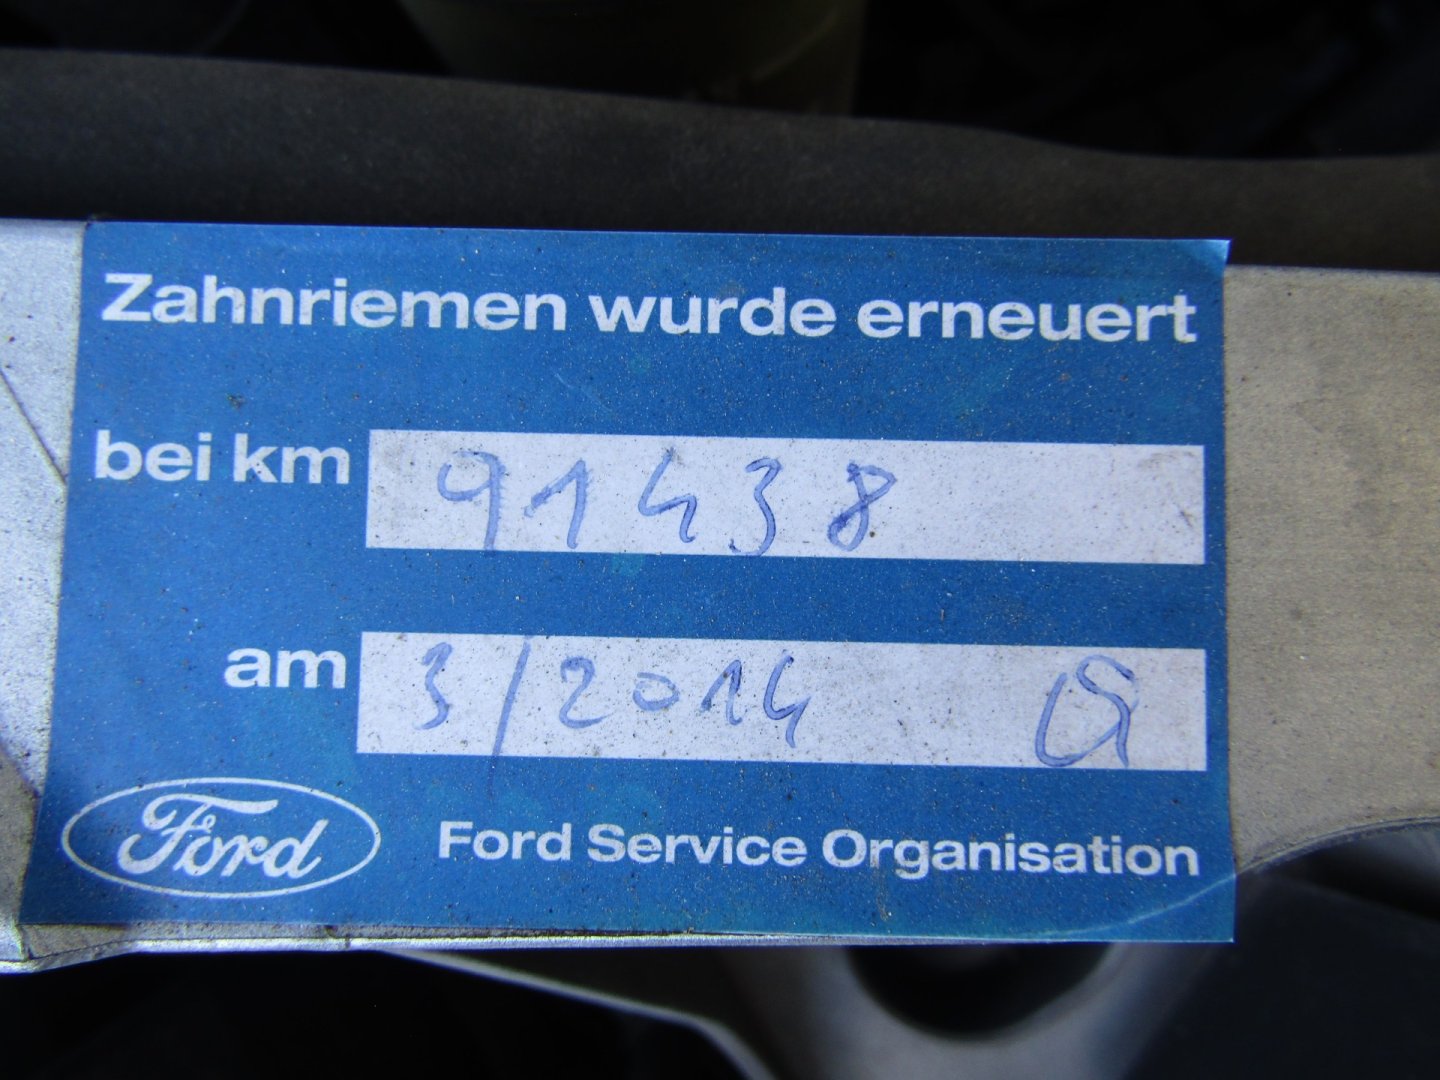 Zahnriemen wurde erneuert
bei km 91438
am 3/2014
Ford
Ford Service Organisation